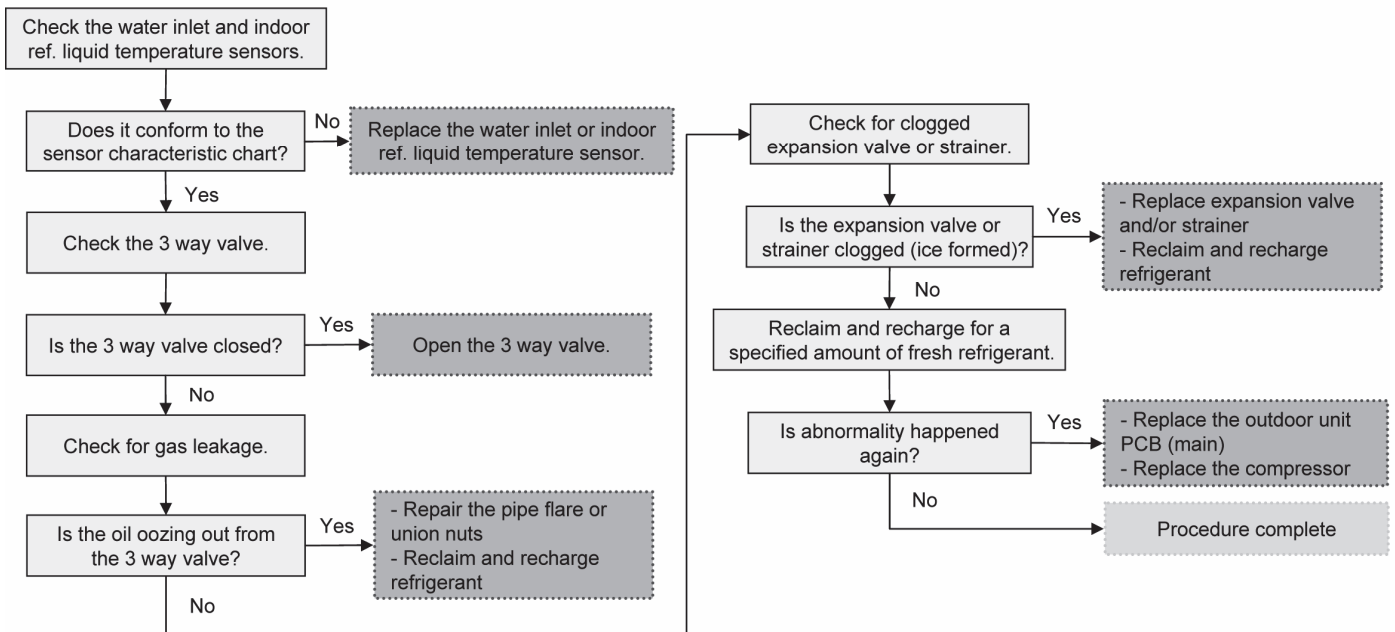 Check the water inlet and indoor
ref. liquid temperature sensors.
Does it conform to the
sensor characteristic chart?
No
Replace the water inlet or indoor
ref. liquid temperature sensor.
Yes
Check the 3 way valve.
Is the 3 way valve closed?
Yes
Open the 3 way valve.
No
Check for gas leakage.
Is the oil oozing out from
the 3 way valve?
Yes
- Repair the pipe flare or
union nuts
- Reclaim and recharge
refrigerant
No
Check for clogged
expansion valve or strainer.
Is the expansion valve or
strainer clogged (ice formed)?
Yes
- Replace expansion valve
and/or strainer
- Reclaim and recharge
refrigerant
No
Reclaim and recharge for a
specified amount of fresh refrigerant.
Is abnormality happened
again?
Yes
- Replace the outdoor unit
PCB (main)
- Replace the compressor
No
Procedure complete